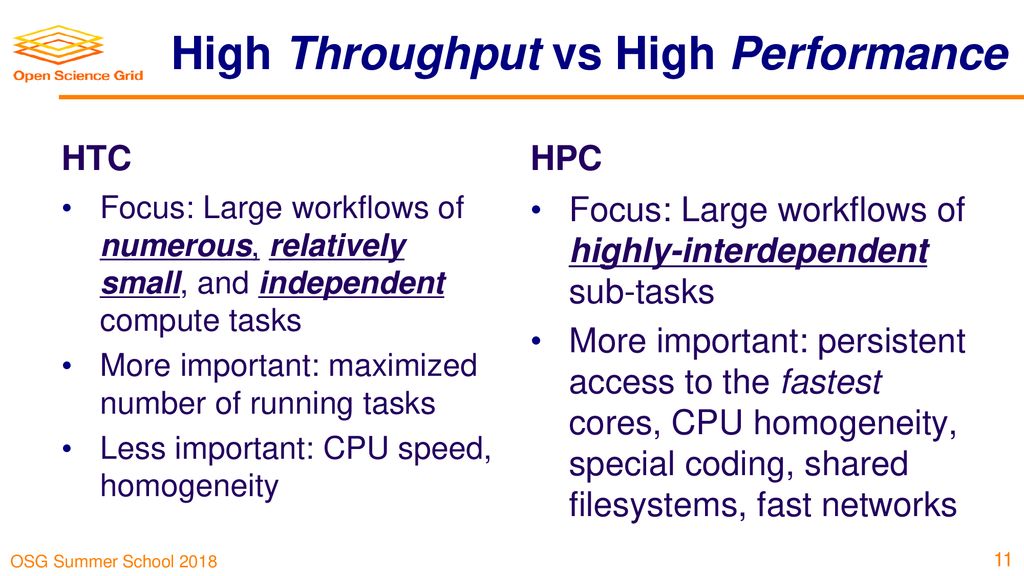 Open Science Grid
High Throughput vs High Performance
HTC
• Focus: Large workflows of
numerous, relatively
small, and independent
compute tasks
• More important: maximized
number of running tasks
• Less important: CPU speed,
homogeneity
HPC
• Focus: Large workflows of
highly-interdependent
sub-tasks
• More important: persistent
access to the fastest
cores, CPU homogeneity,
special coding, shared
filesystems, fast networks
OSG Summer School 2018
11